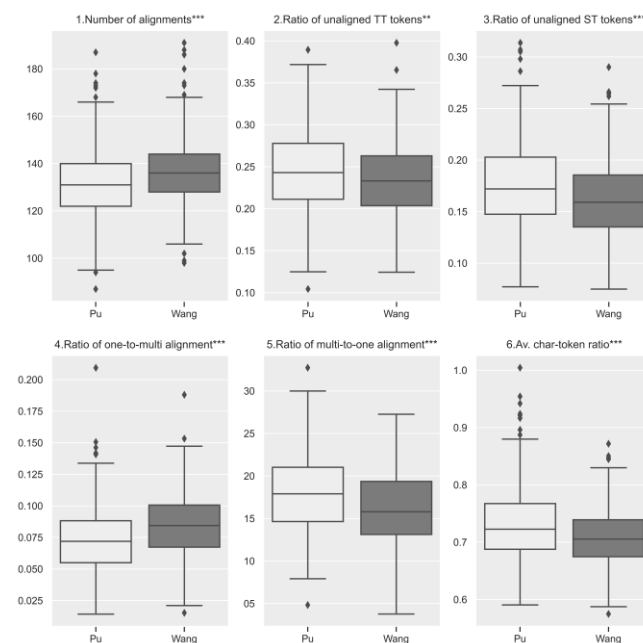 1.Number of alignments***
180
160
140
120
100
Pu
Wang
2.Ratio of unaligned TT tokens**
0.40
0.35
0.30
0.25
0.20
0.15
0.10
Pu
Wang
3.Ratio of unaligned ST tokens***
0.30
0.25
0.20
0.15
0.10
Pu
Wang
4.Ratio of one-to-multi alignment***
0.200
0.175
0.150
0.125
0.100
0.075
0.050
0.025
Pu
Wang
5.Ratio of multi-to-one alignment***
30
25
20
15
10
05
Pu
Wang
6.Av. char-token ratio***
1.0
0.9
0.8
0.7
0.6
Pu
Wang